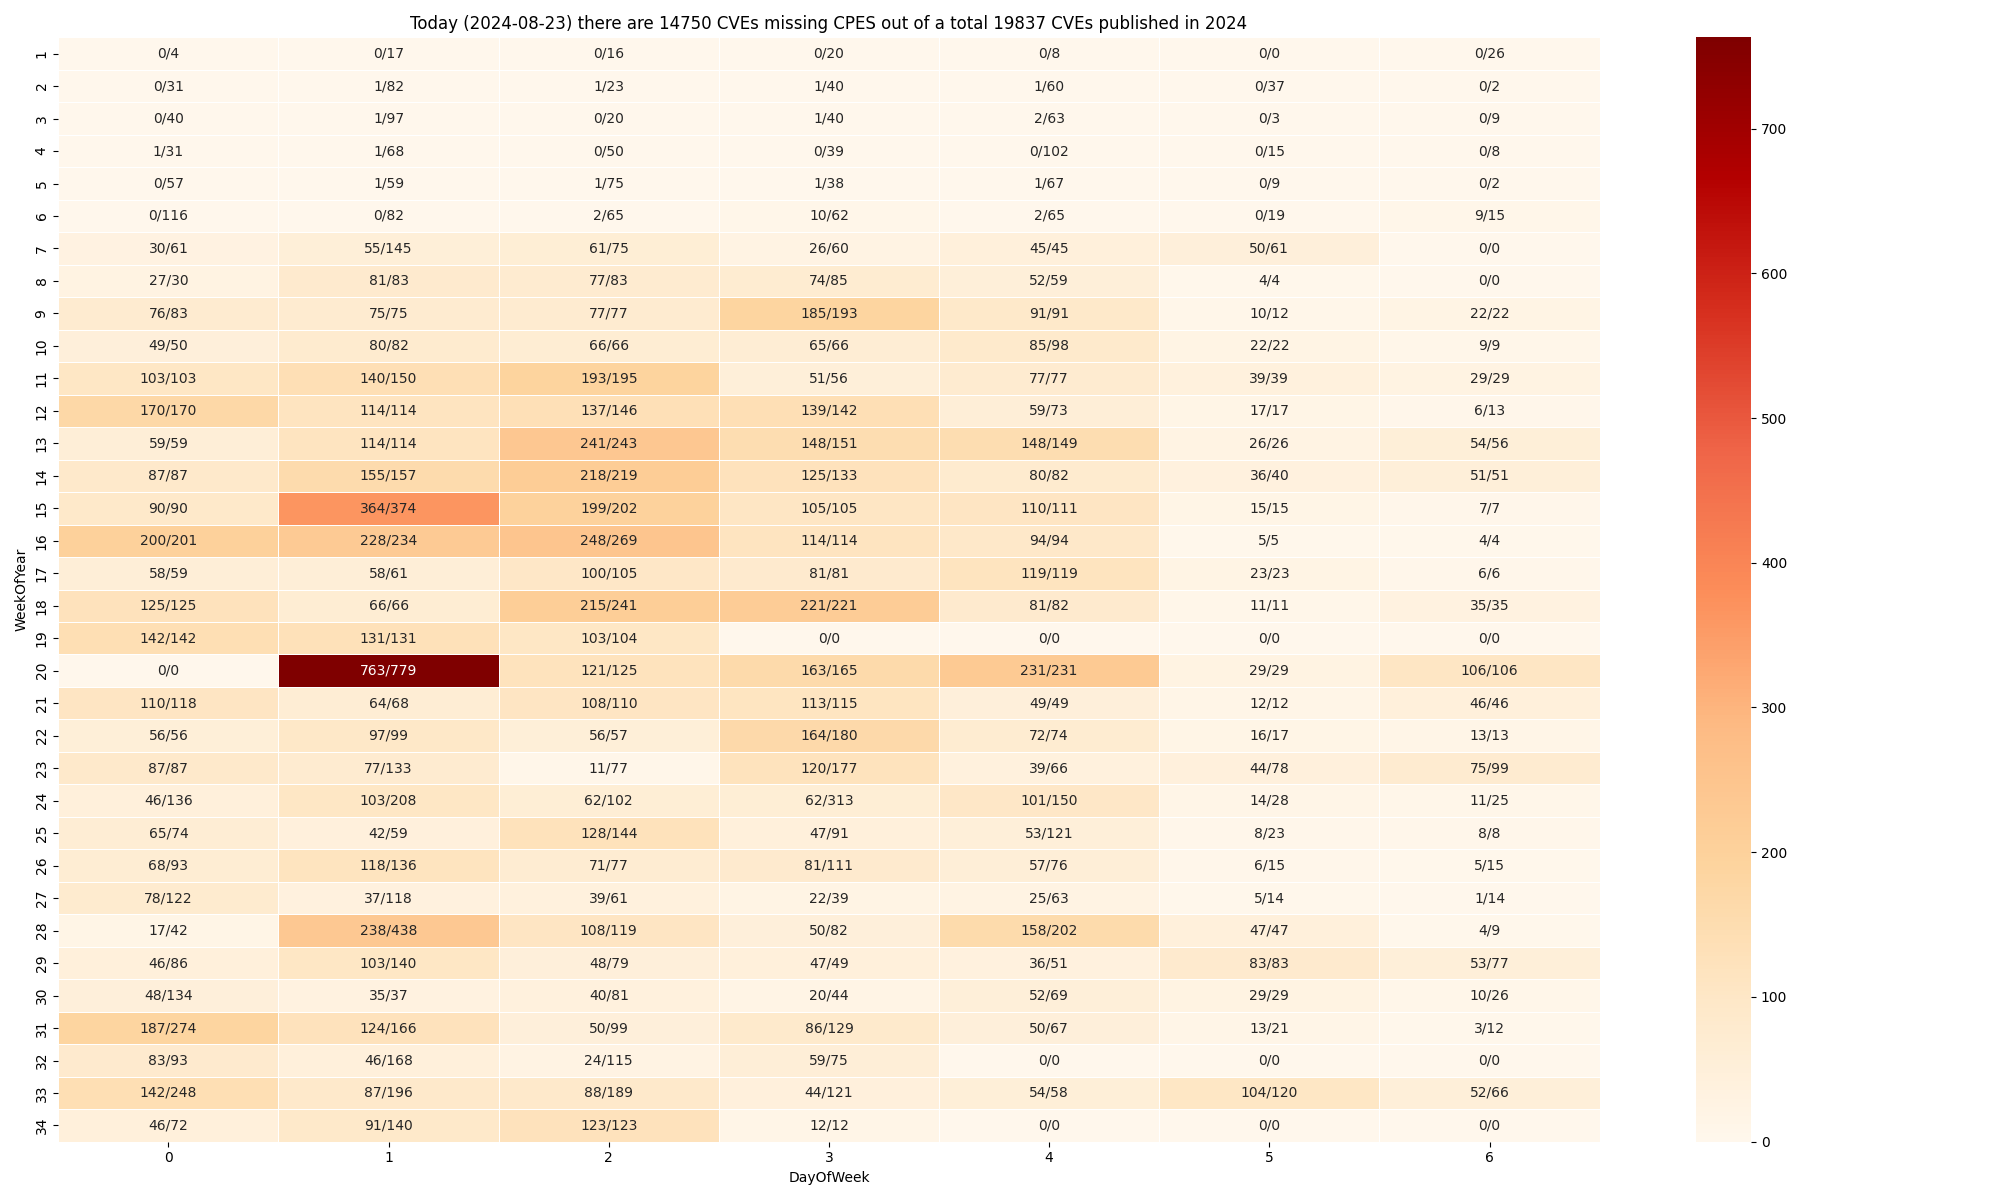 Today (2024-08-23) there are 14750 CVEs missing CPES out of a total 19837 CVEs published in 2024
1 0/4 0/17 0/16 0/20 0/8 0/0 0/26
2 0/31 1/82 1/23 1/40 1/60 0/37 0/2
3 0/40 1/97 0/20 1/40 2/63 0/3 0/9
4 1/31 1/68 0/50 0/39 0/102 0/15 0/8
5 0/57 1/59 1/75 1/38 1/67 0/9 0/2
6 0/116 0/82 2/65 10/62 2/65 0/19 9/15
7 30/61 55/145 61/75 26/60 45/45 50/61 0/0
8 27/30 81/83 77/83 74/85 52/59 4/4 0/0
9 76/83 75/75 77/77 185/193 91/91 10/12 22/22
10 49/50 80/82 66/66 65/66 85/98 22/22 9/9
11 103/103 140/150 193/195 51/56 77/77 39/39 29/29
12 170/170 114/114 137/146 139/142 59/73 17/17 6/13
13 59/59 114/114 241/243 148/151 148/149 26/26 54/56
14 87/87 155/157 218/219 125/133 80/82 36/40 51/51
15 90/90 364/374 199/202 105/105 110/111 15/15 7/7
16 200/201 228/234 248/269 114/114 94/94 5/5 4/4
17 58/59 58/61 100/105 81/81 119/119 23/23 6/6
18 125/125 66/66 215/241 221/221 81/82 11/11 35/35
19 142/142 131/131 103/104 0/0 0/0 0/0 0/0
20 0/0 763/779 121/125 163/165 231/231 29/29 106/106
21 110/118 64/68 108/110 113/115 49/49 12/12 46/46
22 56/56 97/99 56/57 164/180 72/74 16/17 13/13
23 87/87 77/133 11/77 120/177 39/66 44/78 75/99
24 46/136 103/208 62/102 62/313 101/150 14/28 11/25
25 65/74 42/59 128/144 47/91 53/121 8/23 8/8
26 68/93 118/136 71/77 81/111 57/76 6/15 5/15
27 78/122 37/118 39/61 22/39 25/63 5/14 1/14
28 17/42 238/438 108/119 50/82 158/202 47/47 4/9
29 46/86 103/140 48/79 47/49 36/51 83/83 53/77
30 48/134 35/37 40/81 20/44 52/69 29/29 10/26
31 187/274 124/166 50/99 86/129 50/67 13/21 3/12
32 83/93 46/168 24/115 59/75 0/0 0/0 0/0
33 142/248 87/196 88/189 44/121 54/58 104/120 52/66
34 46/72 91/140 123/123 12/12 0/0 0/0 0/0
0 1 2 3 4 5 6
DayOfWeek
WeekOfYear
700
600
500
400
300
200
100
0